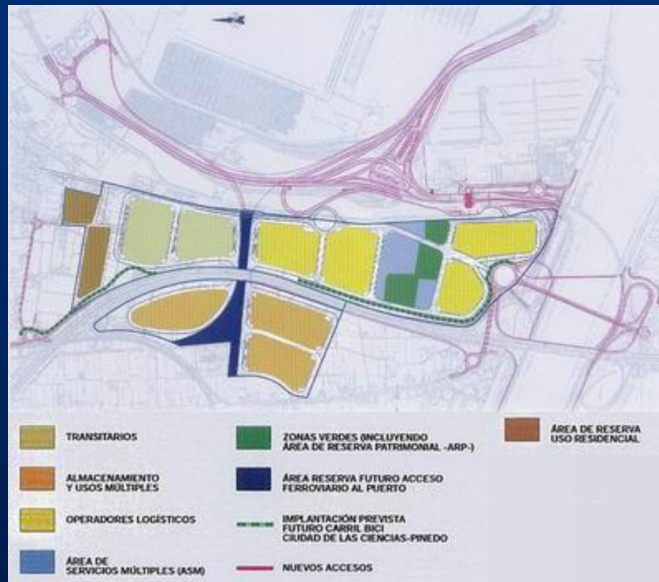 TRANSITARIOS
ALMACENAMIENTO
Y USOS MÚLTIPLES
OPERADORES LOGÍSTICOS
ÁREA DE
SERVICIOS MÚLTIPLES (ASM)
ZONAS VERDES (INCLUYENDO
ÁREA DE RESERVA PATRIMONIAL -ARP-)
ÁREA RESERVA FUTURO ACCESO
FERROVIARIO AL PUERTO
IMPLANTACIÓN PREVISTA
FUTURO CARRIL BICI
CIUDAD DE LAS CIENCIAS-PINEDO
NUEVOS ACCESOS
ÁREA DE RESERVA
USO RESIDENCIAL